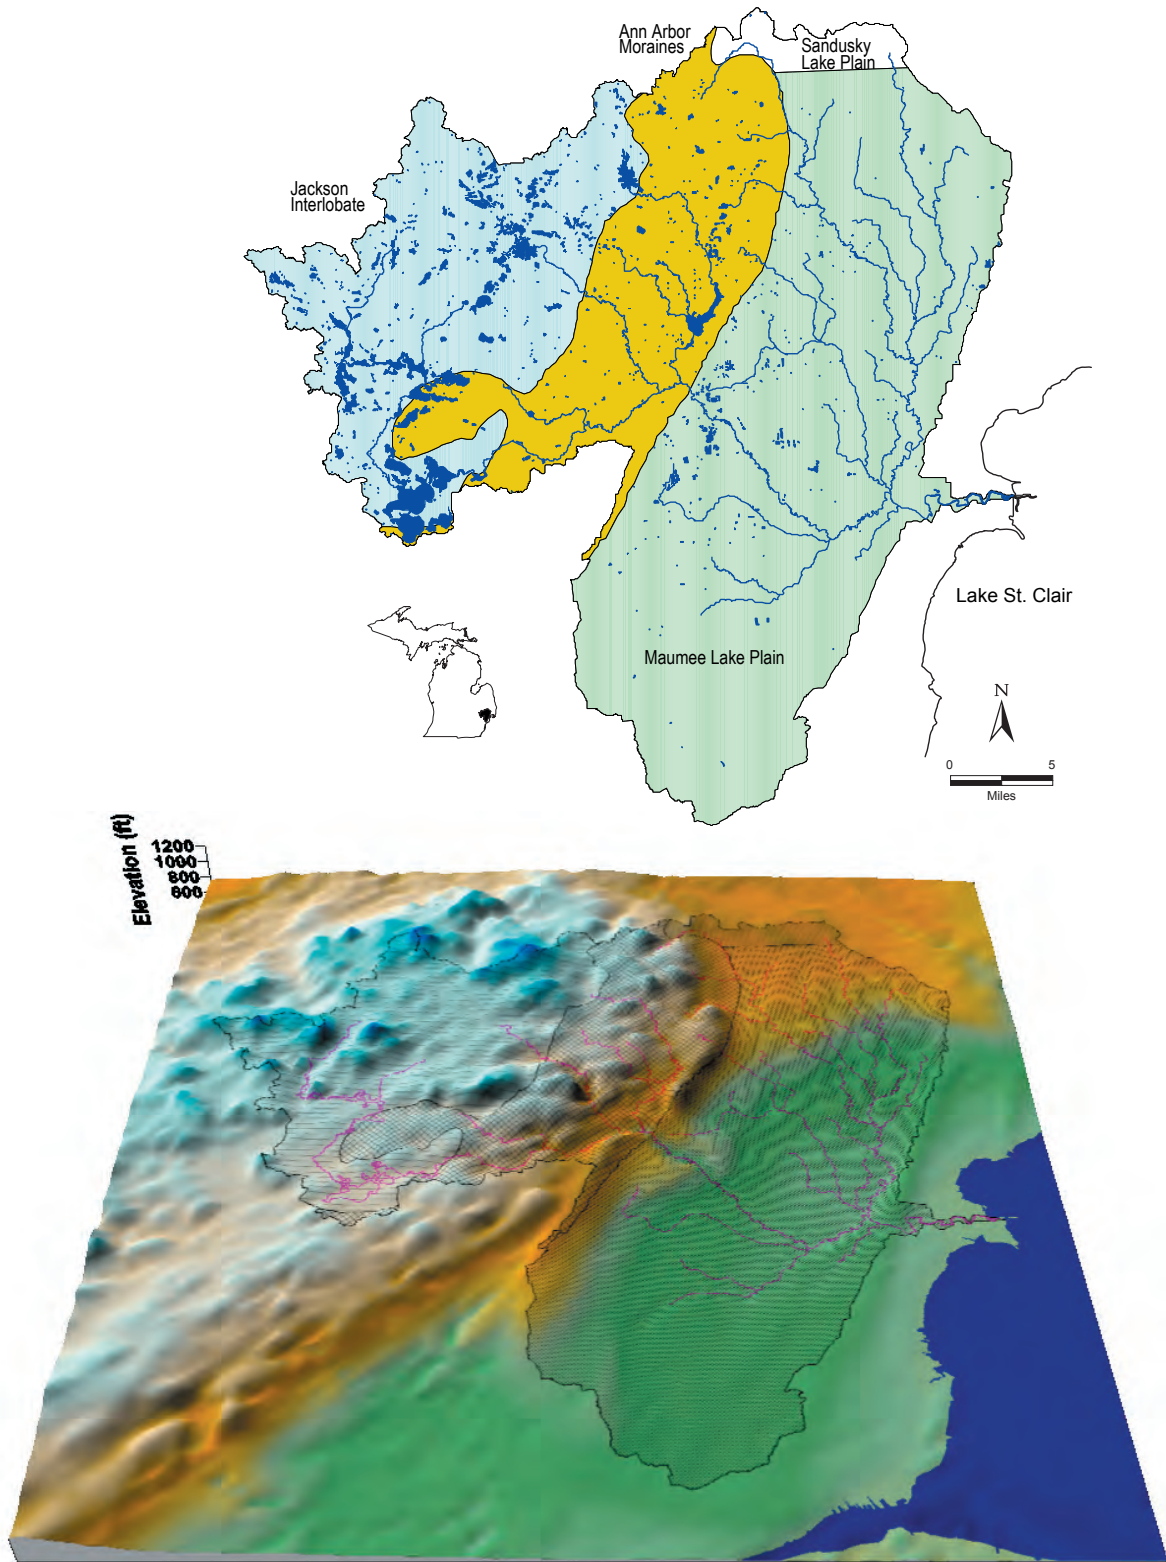 Ann Arbor
Moraines
Sandusky
Lake Plain
Jackson
Interlobate
Lake St. Clair
Maumee Lake Plain
N
0 5
Miles
Elevation (ft)
1200
1000
800
800